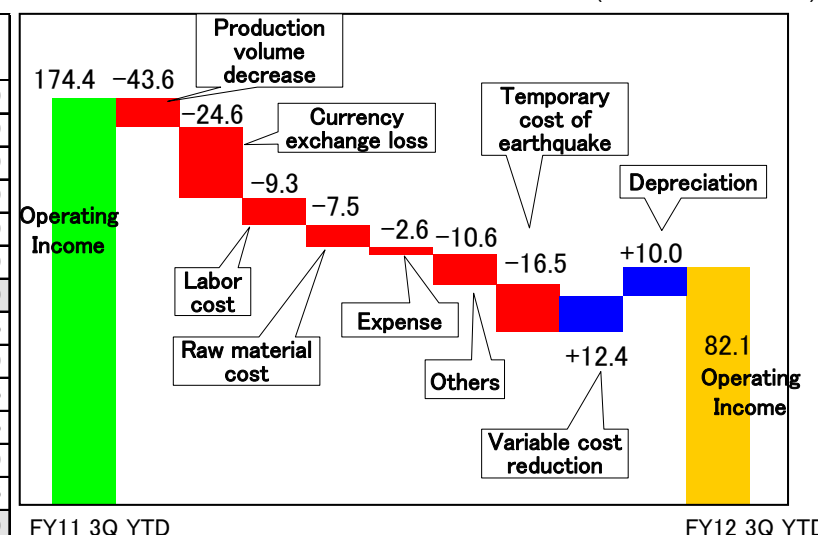 Production
volume
decrease
174.4
−43.6
−24.6
Currency
exchange loss
Temporary
cost of
earthquake
−9.3
−7.5
−2.6
−10.6
−16.5
Depreciation
+10.0
Operating
Income
Labor
cost
Raw material
cost
Expense
Others
+12.4
Variable cost
reduction
82.1
Operating
Income
FY11 3Q YTD
FY12 3Q YTD